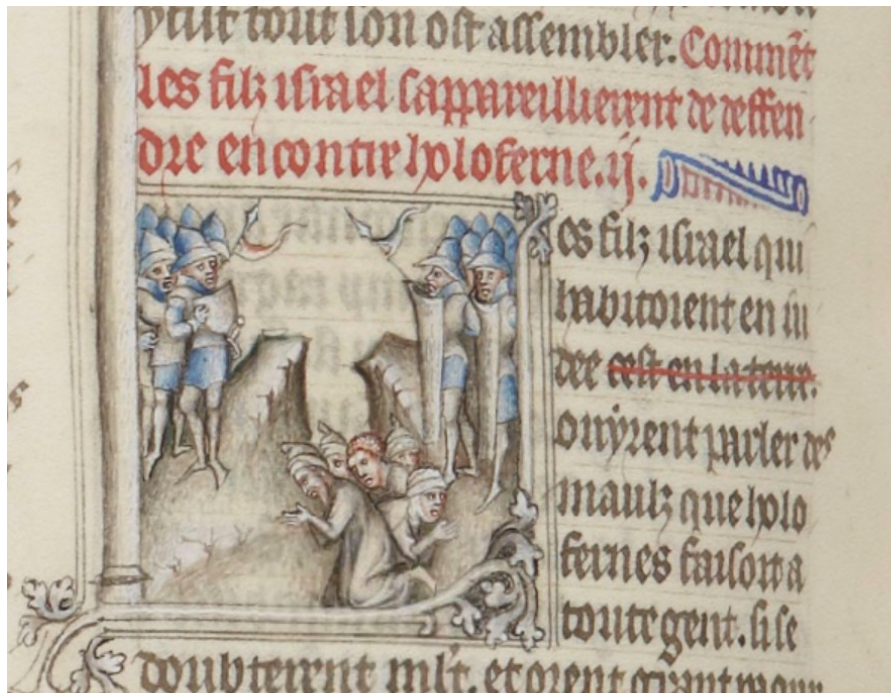 tout son ost assembler. Comment
les filz israel sappareillierent de deffen
dre encontre holoferne. ij.
es filz israel qui
habitoient en iu
dee cest en la terre.
ouyrent parler des
maulz que holo
fernes faisoit a
toute gent. si se
doubterent mlt. et orent grant